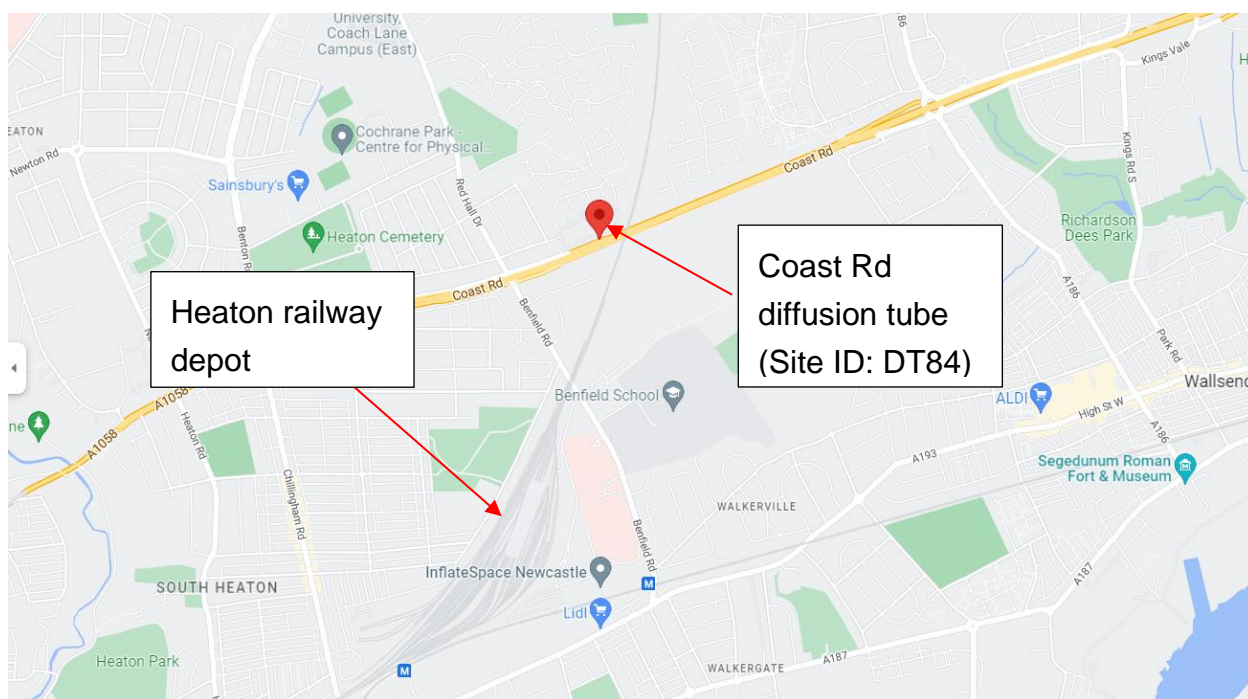 University,
Coach Lane
Campus (East)
A186
Kings Vale
H
EATON
Newton Rd
Cochrane Park -
Centre for Physical...
Sainsbury's
Red Hall Dr
Coast Rd
Kings Rd S
Heaton Cemetery
Benton Rd
Richardson
Dees Park
Coast Rd
diffusion tube
(Site ID: DT84)
Heaton railway
depot
Coast Rd
Benfield Rd
A186
Park Rd
Wallsend
A1058
Benfield School
ALDI
High St W
ne
A1058
Heaton Rd
A186
A193
Segedunum Roman
Fort & Museum
Chillingham Rd
WALKERVILLE
Benfield Rd
InflateSpace Newcastle
M
A187
SOUTH HEATON
Lidl
Heaton Park
M
WALKERGATE
A187